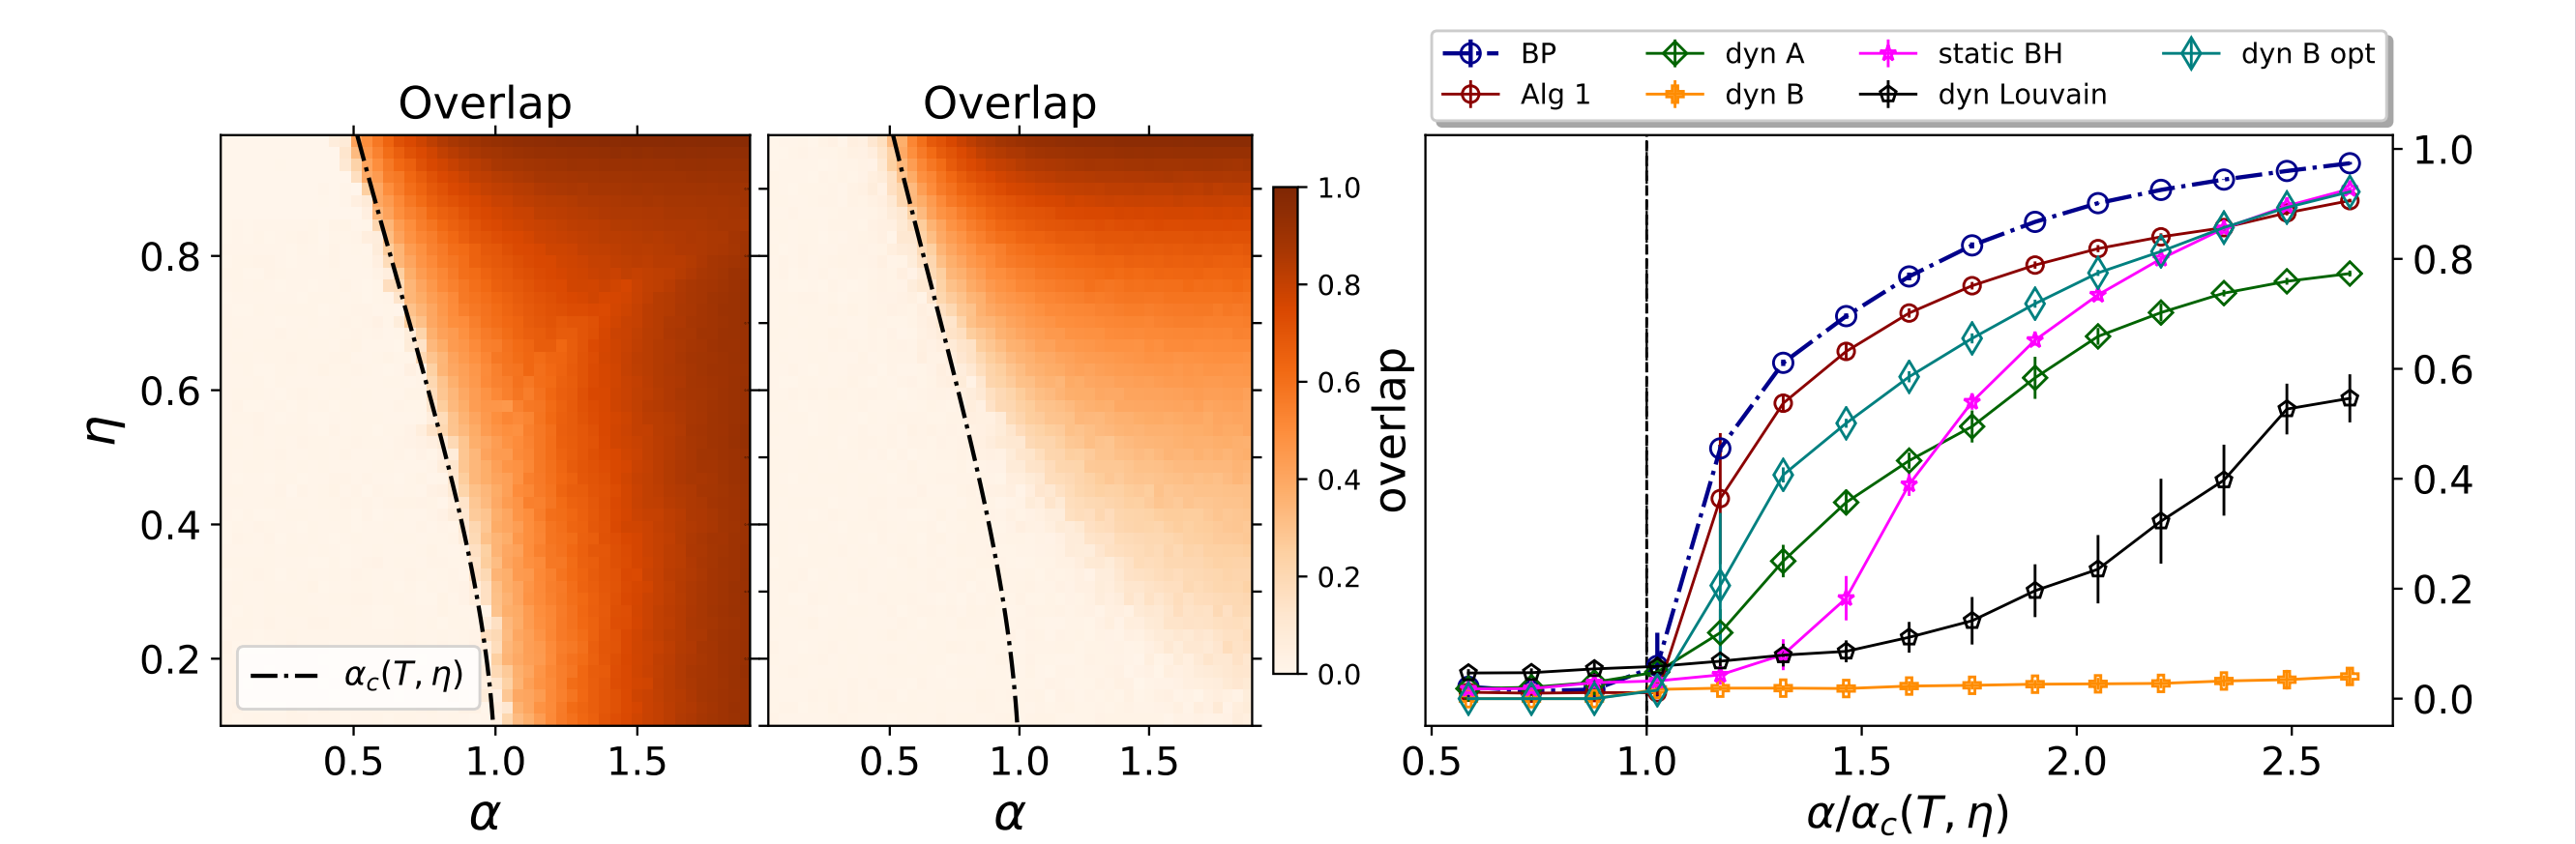 Overlap
Overlap
BP
dyn A
static BH
dyn B opt
Alg 1
dyn B
dyn Louvain
η
0.8
0.6
0.4
0.2
α_c(T, η)
0.5 1.0 1.5
α
0.5 1.0 1.5
α
1.0
0.8
0.6
0.4
0.2
0.0
overlap
1.0
0.8
0.6
0.4
0.2
0.0
0.5 1.0 1.5 2.0 2.5
α/α_c(T, η)